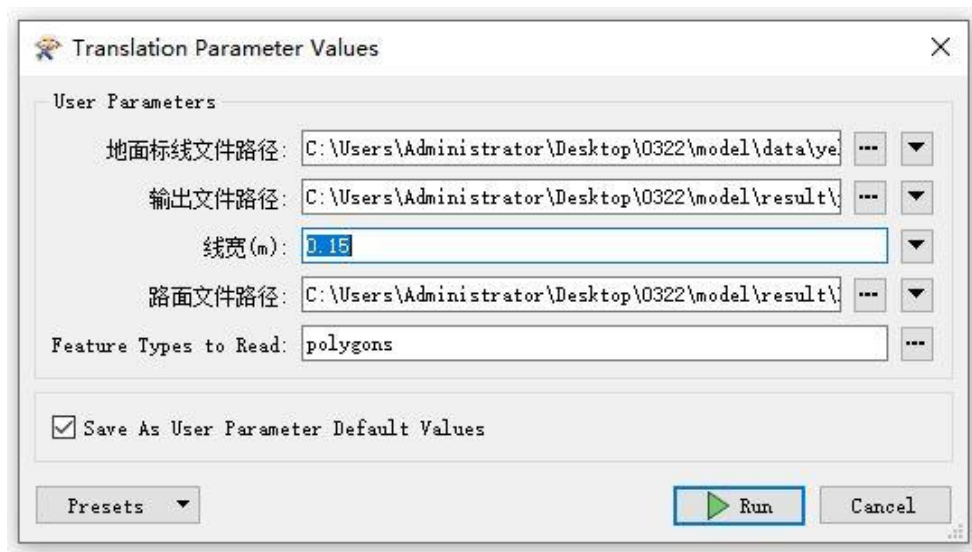 Translation Parameter Values
User Parameters
地面标线文件路径: C:\Users\Administrator\Desktop\0322\model\data\ye
输出文件路径: C:\Users\Administrator\Desktop\0322\model\result\
线宽(m): 0.15
路面文件路径: C:\Users\Administrator\Desktop\0322\model\result\
Feature Types to Read: polygons
Save As User Parameter Default Values
Presets Run Cancel